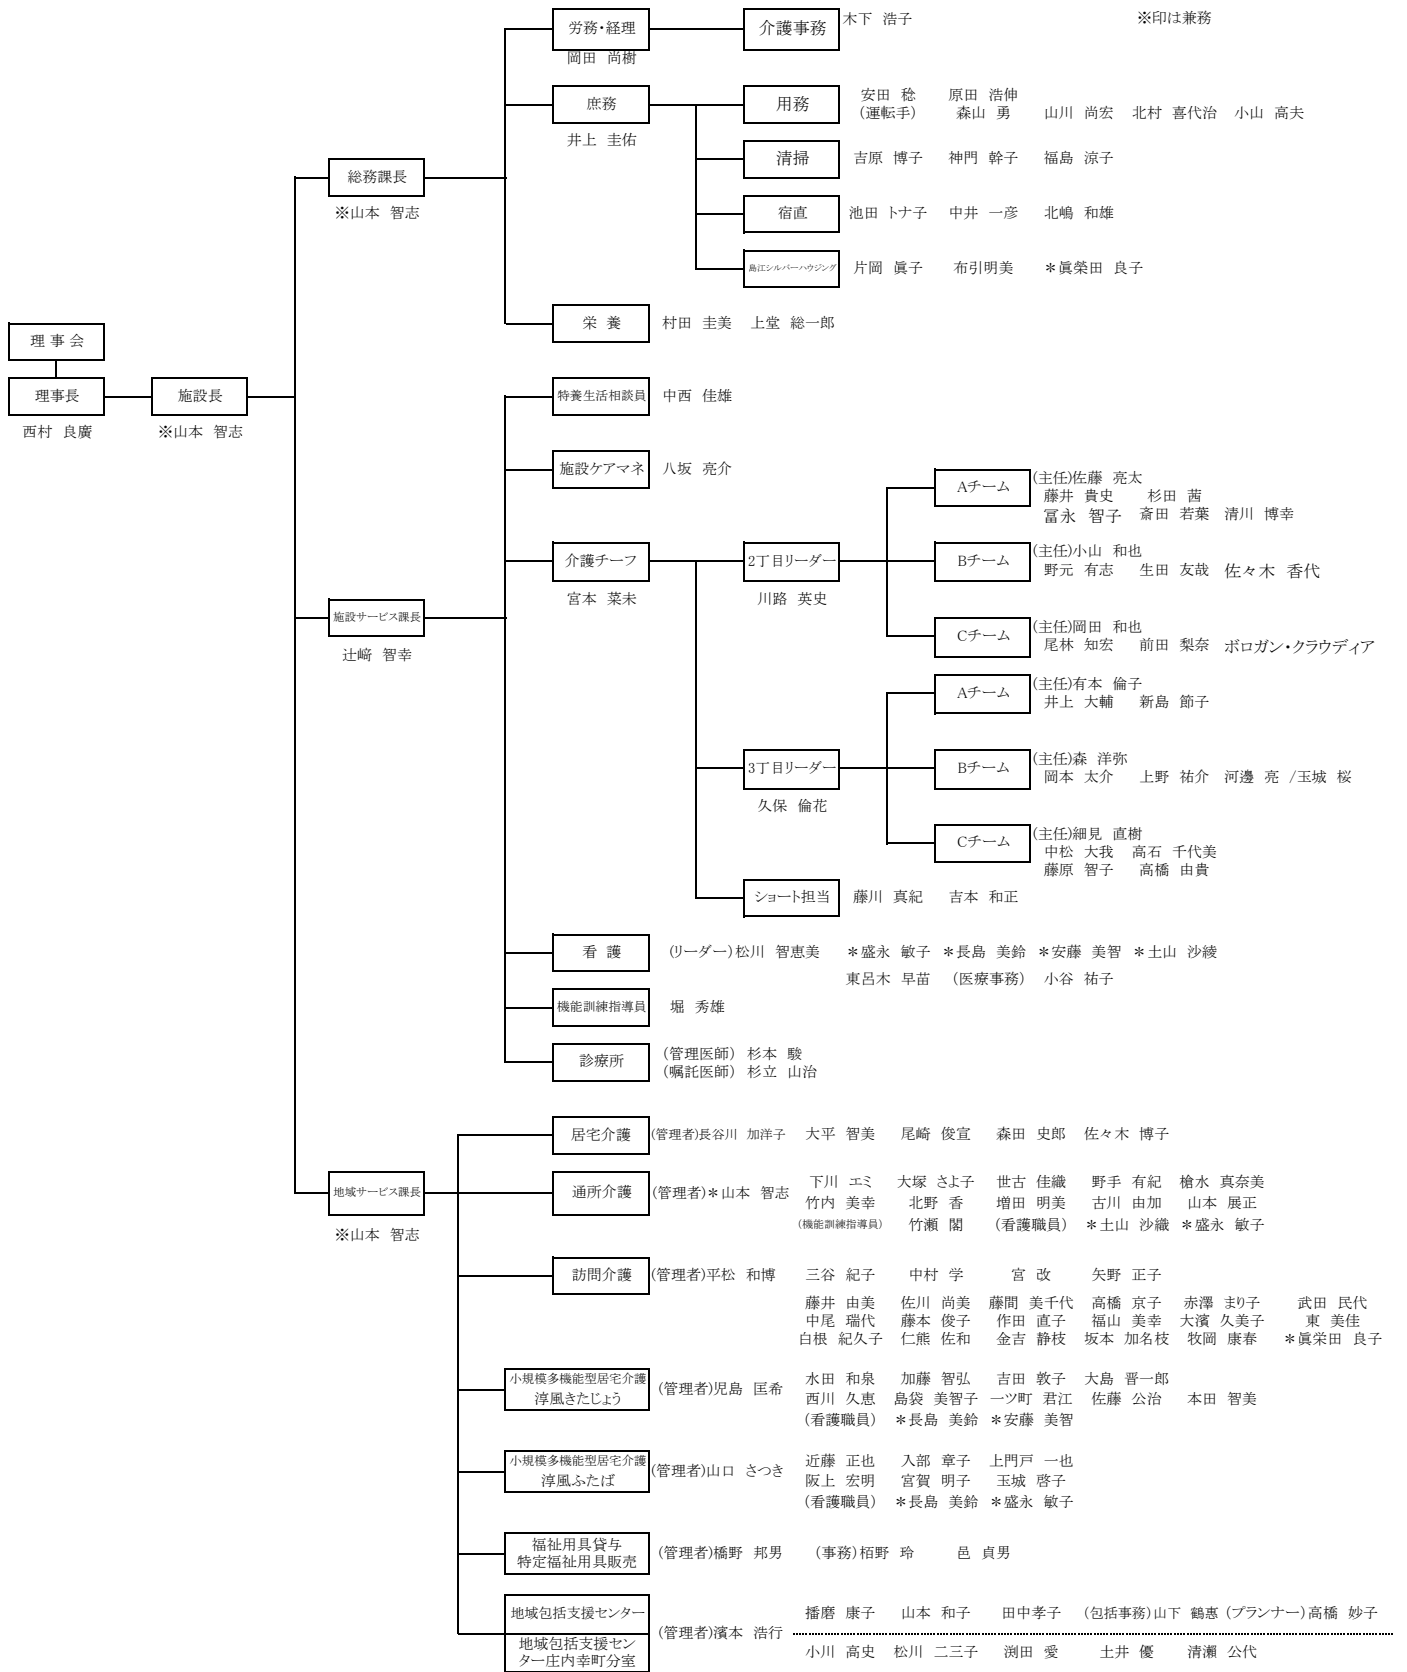 労務・経理
介護事務
木下 浩子
※印は兼務
岡田 尚樹
庶務
用務
安田 稔 原田 浩伸
(運転手) 森山 勇 山川 尚宏 北村 喜代治 小山 高夫
井上 圭佑
清掃
吉原 博子 神門 幹子 福島 涼子
総務課長
※山本 智志
宿直
池田 トナ子 中井 一彦 北嶋 和雄
島江シルバーハウジング
片岡 眞子 布引明美 *眞榮田 良子
栄 養
村田 圭美 上堂 総一郎
理 事 会
理事長
西村 良廣
施設長
※山本 智志
特養生活相談員
中西 佳雄
施設ケアマネ
八坂 亮介
介護チーフ
宮本 菜未
2丁目リーダー
川路 英史
Aチーム
(主任)佐藤 亮太
藤井 貴史 杉田 茜
冨永 智子 斎田 若葉 清川 博幸
Bチーム
(主任)小山 和也
野元 有志 生田 友哉 佐々木 香代
Cチーム
(主任)岡田 和也
尾林 知宏 前田 梨奈 ボロガン・クラウディア
施設サービス課長
辻﨑 智幸
3丁目リーダー
久保 倫花
Aチーム
(主任)有本 倫子
井上 大輔 新島 節子
Bチーム
(主任)森 洋弥
岡本 太介 上野 祐介 河邊 亮 /玉城 桜
Cチーム
(主任)細見 直樹
中松 大我 高石 千代美
藤原 智子 高橋 由貴
ショート担当
藤川 真紀 吉本 和正
看 護
(リーダー)松川 智恵美 *盛永 敏子 *長島 美鈴 *安藤 美智 *土山 沙綾
東呂木 早苗 (医療事務) 小谷 祐子
機能訓練指導員
堀 秀雄
診療所
(管理医師) 杉本 駿
(嘱託医師) 杉立 山治
居宅介護
(管理者)長谷川 加洋子 大平 智美 尾崎 俊宣 森田 史郎 佐々木 博子
地域サービス課長
※山本 智志
通所介護
(管理者)*山本 智志
下川 エミ 大塚 さよ子 世古 佳織 野手 有紀 槍水 真奈美
竹内 美幸 北野 香 増田 明美 古川 由加 山本 展正
(機能訓練指導員) 竹瀬 閣 (看護職員) *土山 沙織 *盛永 敏子
訪問介護
(管理者)平松 和博 三谷 紀子 中村 学 宮 改 矢野 正子
藤井 由美 佐川 尚美 藤間 美千代 高橋 京子 赤澤 まり子 武田 民代
中尾 瑞代 藤本 俊子 作田 直子 福山 美幸 大濱 久美子 東 美佳
白根 紀久子 仁熊 佐和 金吉 静枝 坂本 加名枝 牧岡 康春 *眞栄田 良子
小規模多機能型居宅介護
淳風きたじょう
(管理者)児島 匡希
水田 和泉 加藤 智弘 吉田 敦子 大島 晋一郎
西川 久恵 島袋 美智子 一ツ町 君江 佐藤 公治 本田 智美
(看護職員) *長島 美鈴 *安藤 美智
小規模多機能型居宅介護
淳風ふたば
(管理者)山口 さつき
近藤 正也 入部 章子 上門戸 一也
阪上 宏明 宮賀 明子 玉城 啓子
(看護職員) *長島 美鈴 *盛永 敏子
福祉用具貸与
特定福祉用具販売
(管理者)橋野 邦男 (事務)栢野 玲 邑 貞男
地域包括支援センター
地域包括支援セン
ター庄内幸町分室
(管理者)濱本 浩行
播磨 康子 山本 和子 田中孝子 (包括事務)山下 鶴惠 (プランナー)高橋 妙子
小川 高史 松川 二三子 渕田 愛 土井 優 清瀬 公代